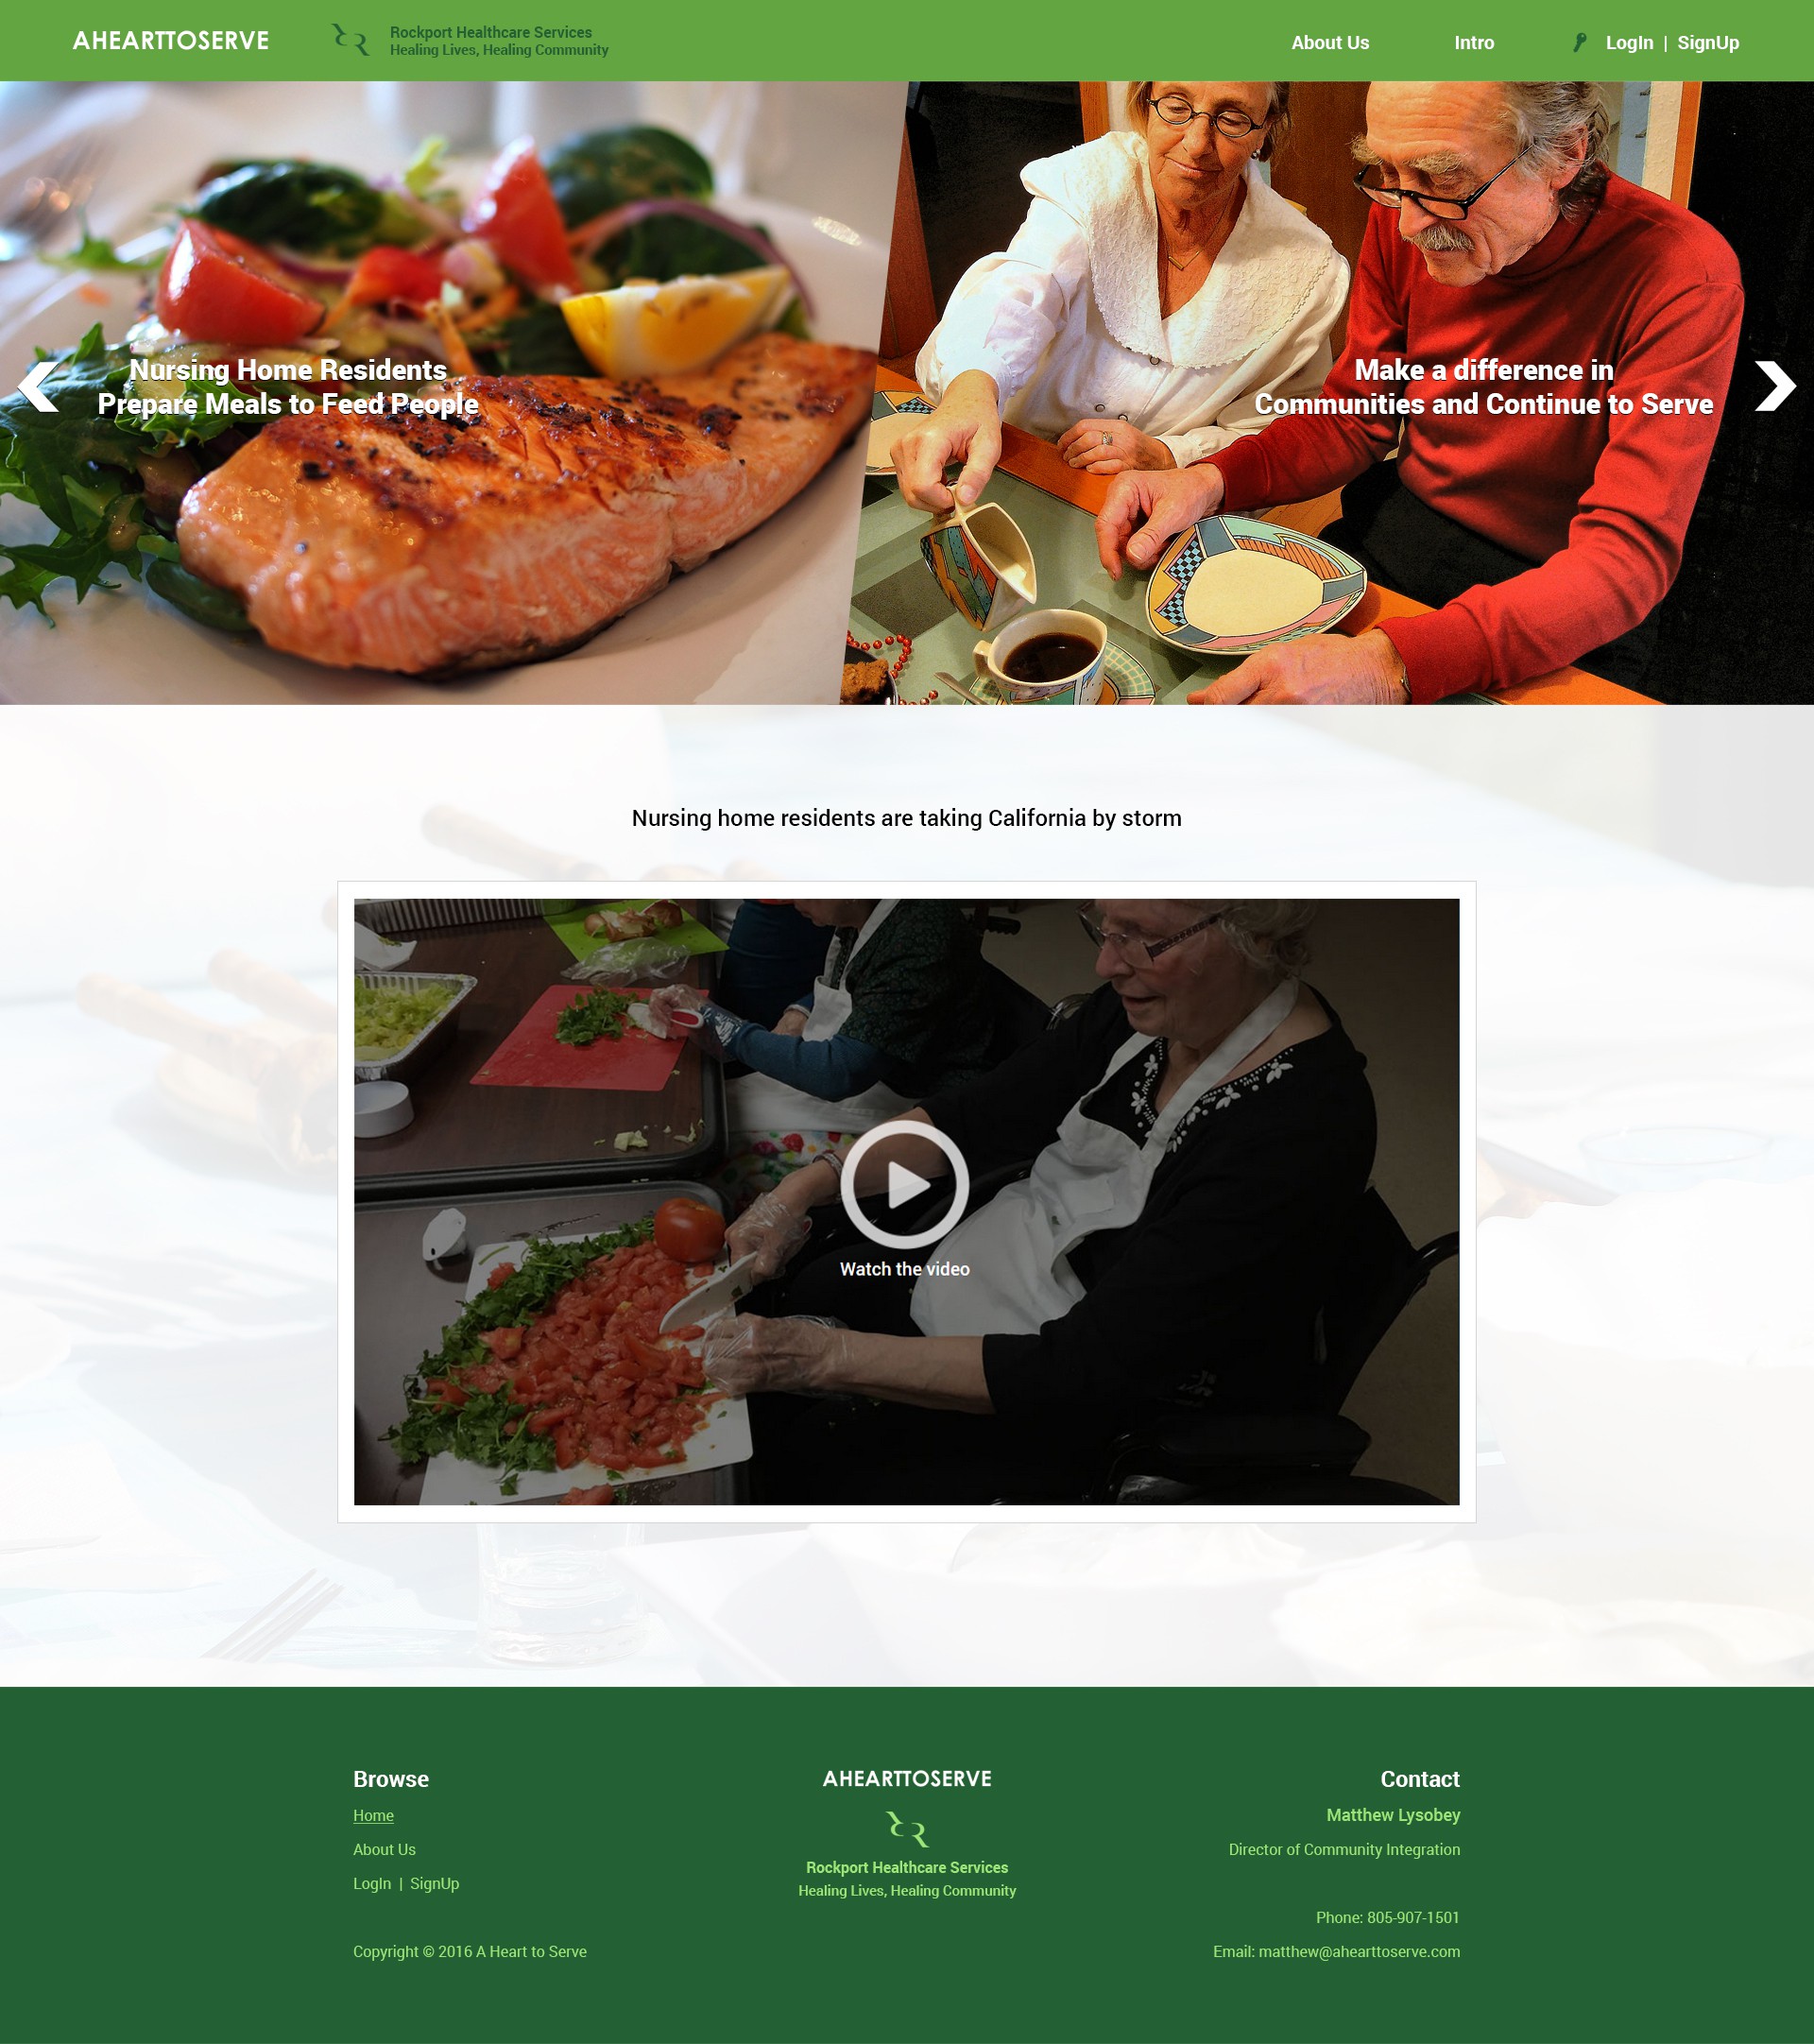 AHEARTTOSERVE
Rockport Healthcare Services
Healing Lives, Healing Community
About Us
Intro
LogIn | SignUp
Nursing Home Residents
Prepare Meals to Feed People
Make a difference in
Communities and Continue to Serve
Nursing home residents are taking California by storm
Watch the video
Browse
Home
About Us
LogIn | SignUp
Copyright © 2016 A Heart to Serve
AHEARTTOSERVE
Rockport Healthcare Services
Healing Lives, Healing Community
Contact
Matthew Lysobey
Director of Community Integration
Phone: 805-907-1501
Email: matthew@ahearttoserve.com